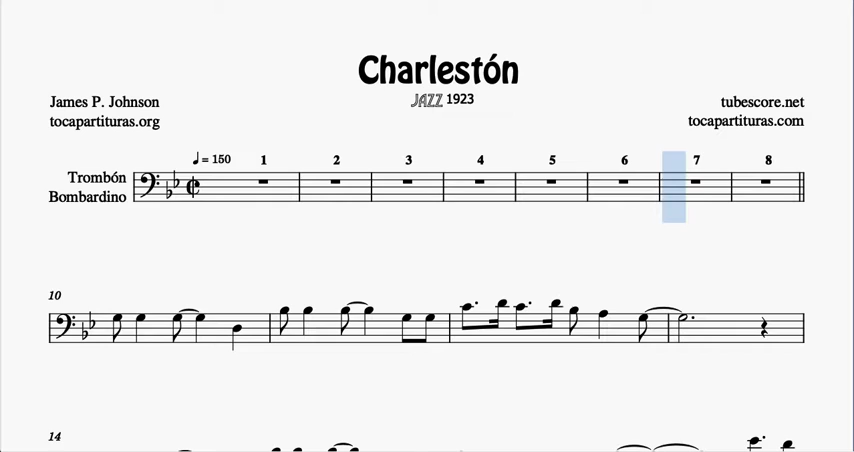 Charlestón
JAZZ 1923
James P. Johnson
tocapartituras.org
tubescore.net
tocapartituras.com
= 150
1 2 3 4 5 6 7 8
Trombón
Bombardino
10
14